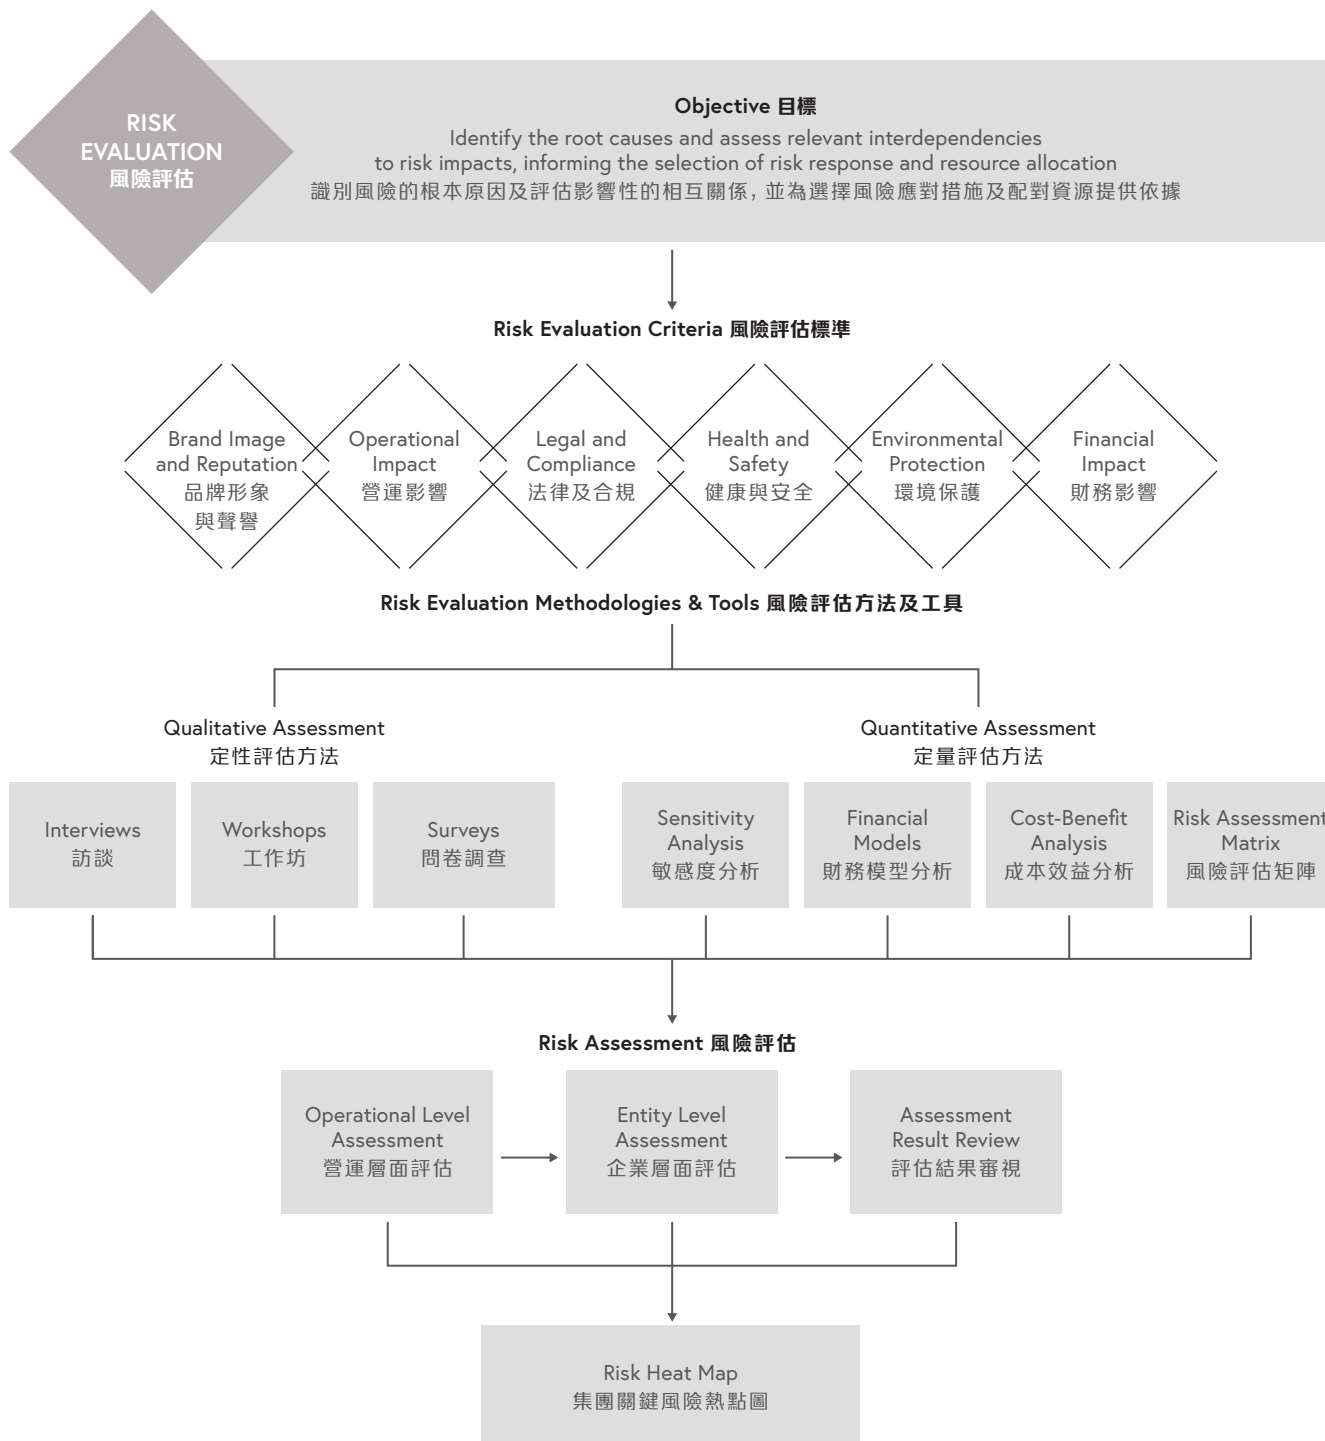 RISK
EVALUATION
風險評估
Objective 目標
Identify the root causes and assess relevant interdependencies
to risk impacts, informing the selection of risk response and resource allocation
識別風險的根本原因及評估影響性的相互關係, 並為選擇風險應對措施及配對資源提供依據
Risk Evaluation Criteria 風險評估標準
Brand Image
and Reputation
品牌形象
與聲譽
Operational
Impact
營運影響
Legal and
Compliance
法律及合規
Health and
Safety
健康與安全
Environmental
Protection
環境保護
Financial
Impact
財務影響
Risk Evaluation Methodologies & Tools 風險評估方法及工具
Qualitative Assessment
定性評估方法
Quantitative Assessment
定量評估方法
Interviews
訪談
Workshops
工作坊
Surveys
問卷調查
Sensitivity
Analysis
敏感度分析
Financial
Models
財務模型分析
Cost-Benefit
Analysis
成本效益分析
Risk Assessment
Matrix
風險評估矩陣
Risk Assessment 風險評估
Operational Level
Assessment
營運層面評估
Entity Level
Assessment
企業層面評估
Assessment
Result Review
評估結果審視
Risk Heat Map
集團關鍵風險熱點圖